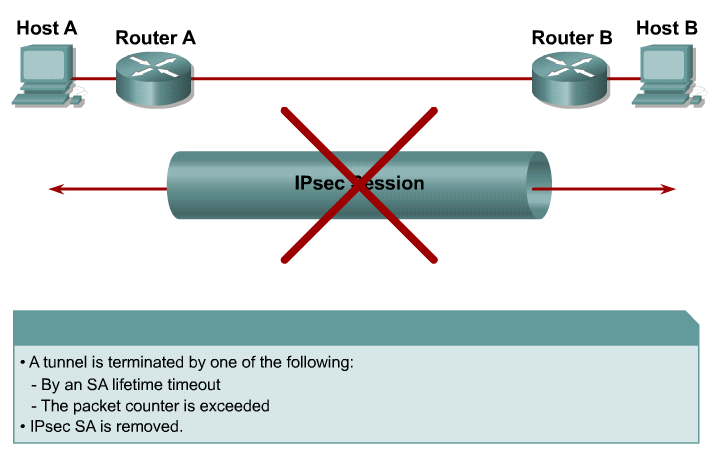 Host A
Router A
Router B
Host B
IPsec Session
• A tunnel is terminated by one of the following:
- By an SA lifetime timeout
- The packet counter is exceeded
• IPsec SA is removed.